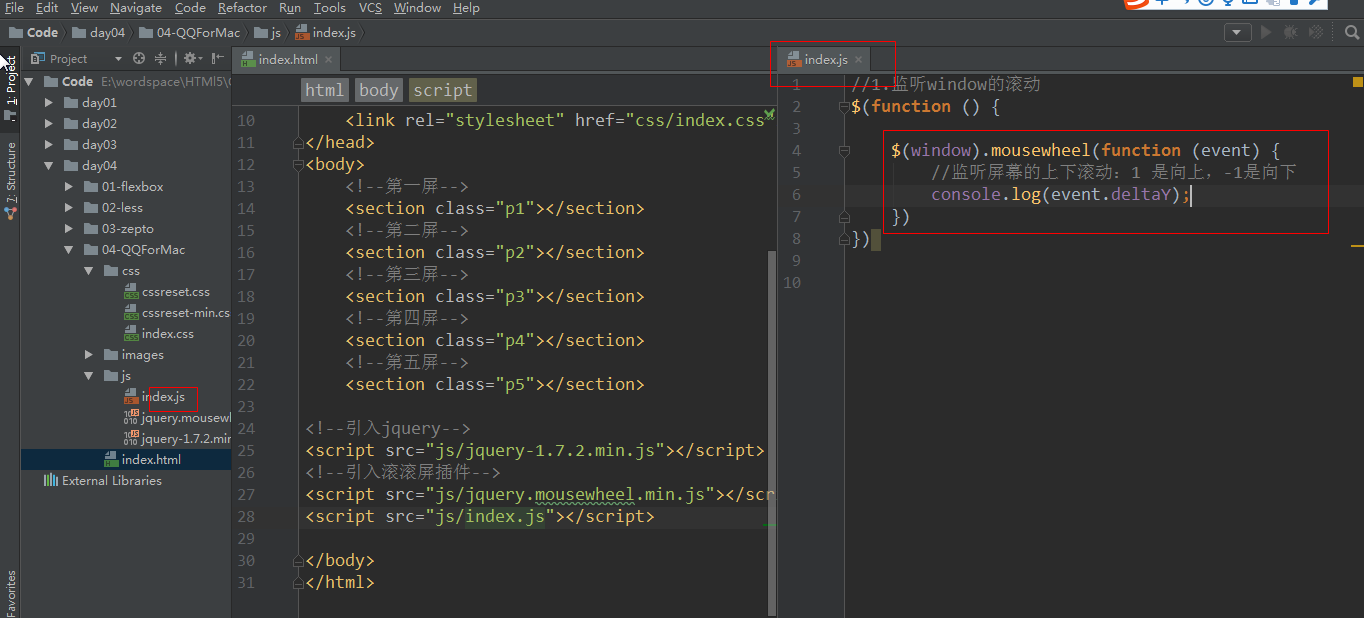 File Edit View Navigate Code Refactor Run Tools VCS Window Help
Code day04 04-QQForMac js index.js
1: Project
7: Structure
Favorites
Project
Code E:\wordspace\HTMl5\
day01
day02
day03
day04
01-flexbox
02-less
03-zepto
04-QQForMac
css
cssreset.css
cssreset-min.cs
index.css
images
js
index.js
jquery.mousewl
jquery-1.7.2.min
index.html
External Libraries
index.html
html body script
10 <link rel="stylesheet" href="css/index.css"
11 </head>
12 <body>
13 <!--第一屏-->
14 <section class="p1"></section>
15 <!--第二屏-->
16 <section class="p2"></section>
17 <!--第三屏-->
18 <section class="p3"></section>
19 <!--第四屏-->
20 <section class="p4"></section>
21 <!--第五屏-->
22 <section class="p5"></section>
23
24 <!--引入jquery-->
25 <script src="js/jquery-1.7.2.min.js"></script>
26 <!--引入滚滚屏插件-->
27 <script src="js/jquery.mousewheel.min.js"></scr
28 <script src="js/index.js"></script>
29
30 </body>
31 </html>
index.js
1 //1.监听window的滚动
2 $(function () {
3
4 $(window).mousewheel(function (event) {
5 //监听屏幕的上下滚动：1 是向上，-1是向下
6 console.log(event.deltaY);
7 })
8 })
9
10